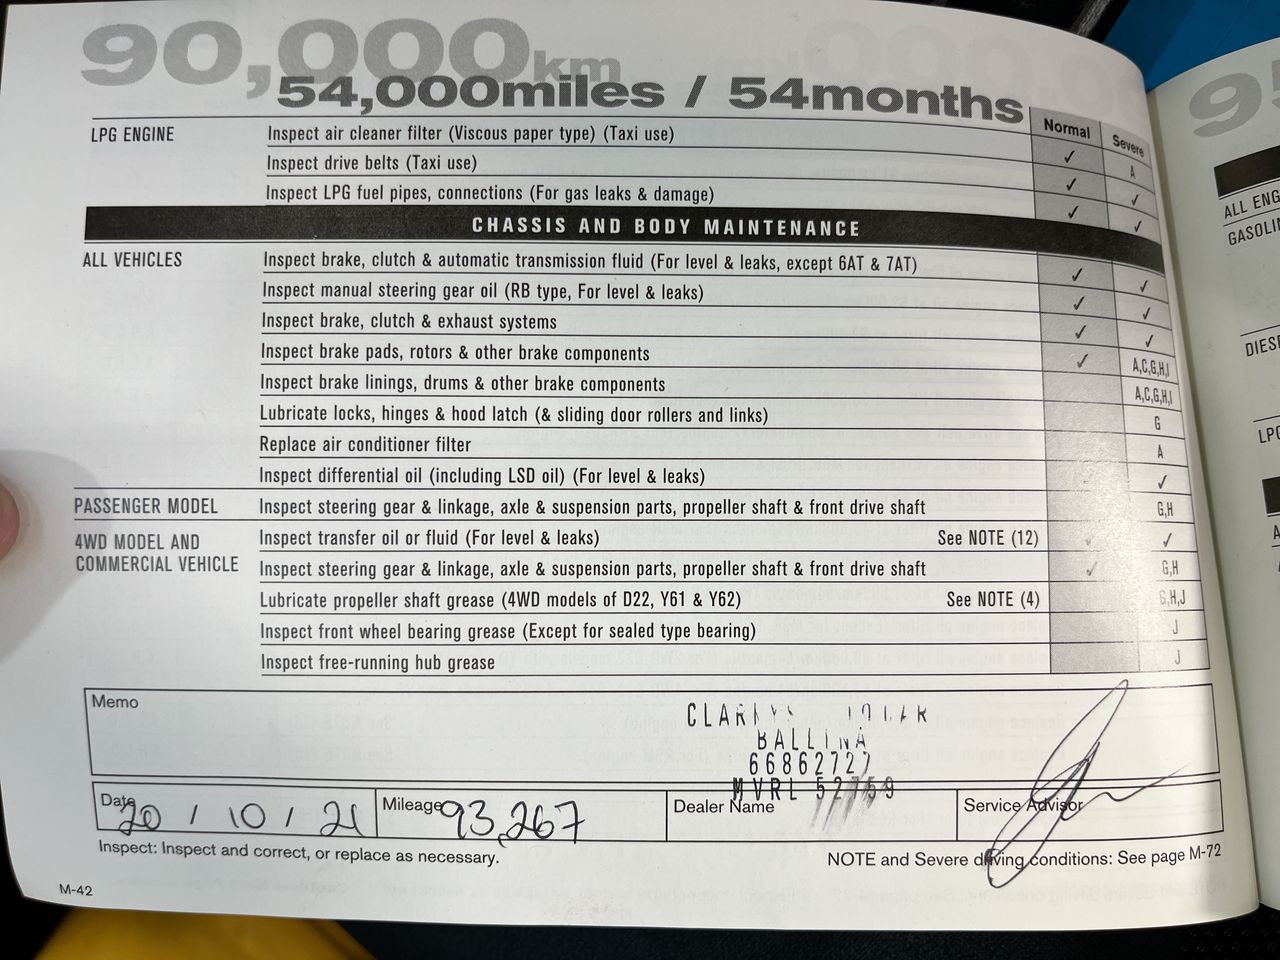 90,000km
54,000miles / 54months
Normal Severe
LPG ENGINE Inspect air cleaner filter (Viscous paper type) (Taxi use) ✓ A
Inspect drive belts (Taxi use) ✓ ✓
Inspect LPG fuel pipes, connections (For gas leaks & damage) ✓ ✓
CHASSIS AND BODY MAINTENANCE
ALL VEHICLES Inspect brake, clutch & automatic transmission fluid (For level & leaks, except 6AT & 7AT) ✓ ✓
Inspect manual steering gear oil (RB type, For level & leaks) ✓ ✓
Inspect brake, clutch & exhaust systems ✓ ✓
Inspect brake pads, rotors & other brake components ✓ A,C,G,H,I
Inspect brake linings, drums & other brake components A,C,G,H,I
Lubricate locks, hinges & hood latch (& sliding door rollers and links) G
Replace air conditioner filter A
Inspect differential oil (including LSD oil) (For level & leaks) ✓
PASSENGER MODEL Inspect steering gear & linkage, axle & suspension parts, propeller shaft & front drive shaft G,H
4WD MODEL AND COMMERCIAL VEHICLE Inspect transfer oil or fluid (For level & leaks) See NOTE (12) ✓ ✓
Inspect steering gear & linkage, axle & suspension parts, propeller shaft & front drive shaft ✓ G,H
Lubricate propeller shaft grease (4WD models of D22, Y61 & Y62) See NOTE (4) G,H,J
Inspect front wheel bearing grease (Except for sealed type bearing) J
Inspect free-running hub grease J
Memo
BALLINA
66862727
MVRL 52759
Date 20 / 10 / 21 Mileage 93,267 Dealer Name Service Advisor
Inspect: Inspect and correct, or replace as necessary.
NOTE and Severe driving conditions: See page M-72
M-42
95
ALL ENG
GASOLIN
DIESE
LPG
A